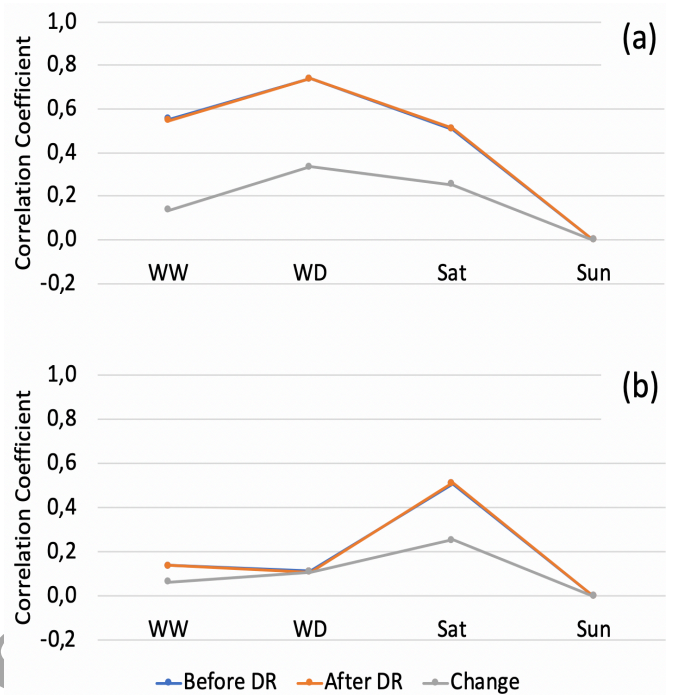 (a)
Correlation Coefficient
1,0
0,8
0,6
0,4
0,2
0,0
-0,2
WW WD Sat Sun
(b)
Correlation Coefficient
1,0
0,8
0,6
0,4
0,2
0,0
-0,2
WW WD Sat Sun
Before DR After DR Change